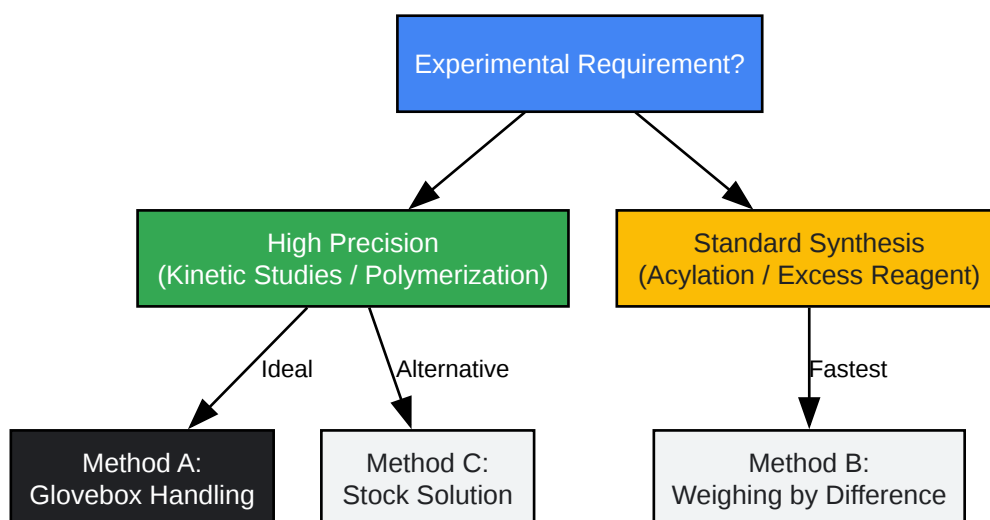 Experimental Requirement?
High Precision
(Kinetic Studies / Polymerization)
Standard Synthesis
(Acylation / Excess Reagent)
Ideal
Alternative
Fastest
Method A:
Glovebox Handling
Method C:
Stock Solution
Method B:
Weighing by Difference